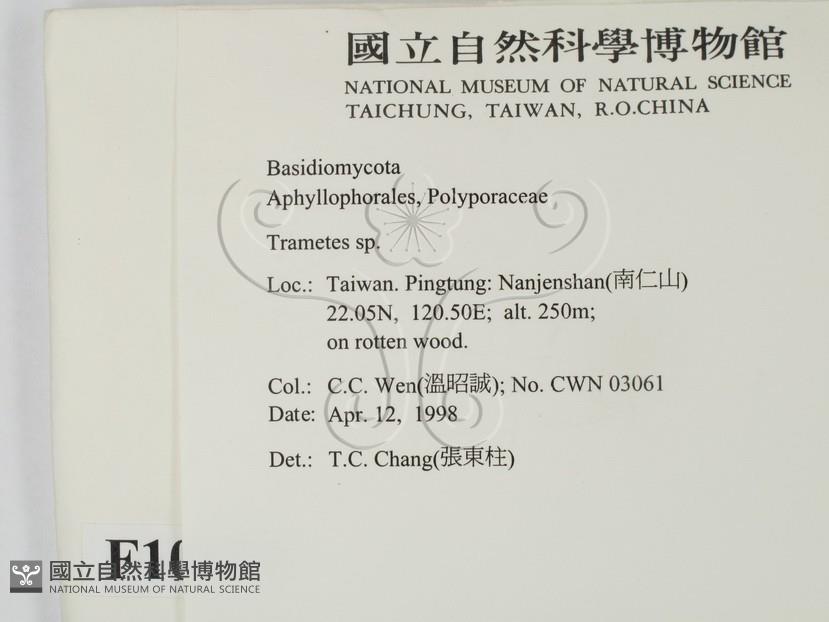 國立自然科學博物館
NATIONAL MUSEUM OF NATURAL SCIENCE
TAICHUNG, TAIWAN, R.O.CHINA
Basidiomycota
Aphyllophorales, Polyporaceae
Trametes sp.
Loc.: Taiwan. Pingtung: Nanjenshan(南仁山)
22.05N, 120.50E; alt. 250m;
on rotten wood.
Col.: C.C. Wen(溫昭誠); No. CWN 03061
Date: Apr. 12, 1998
Det.: T.C. Chang(張東柱)
國立自然科學博物館
NATIONAL MUSEUM OF NATURAL SCIENCE